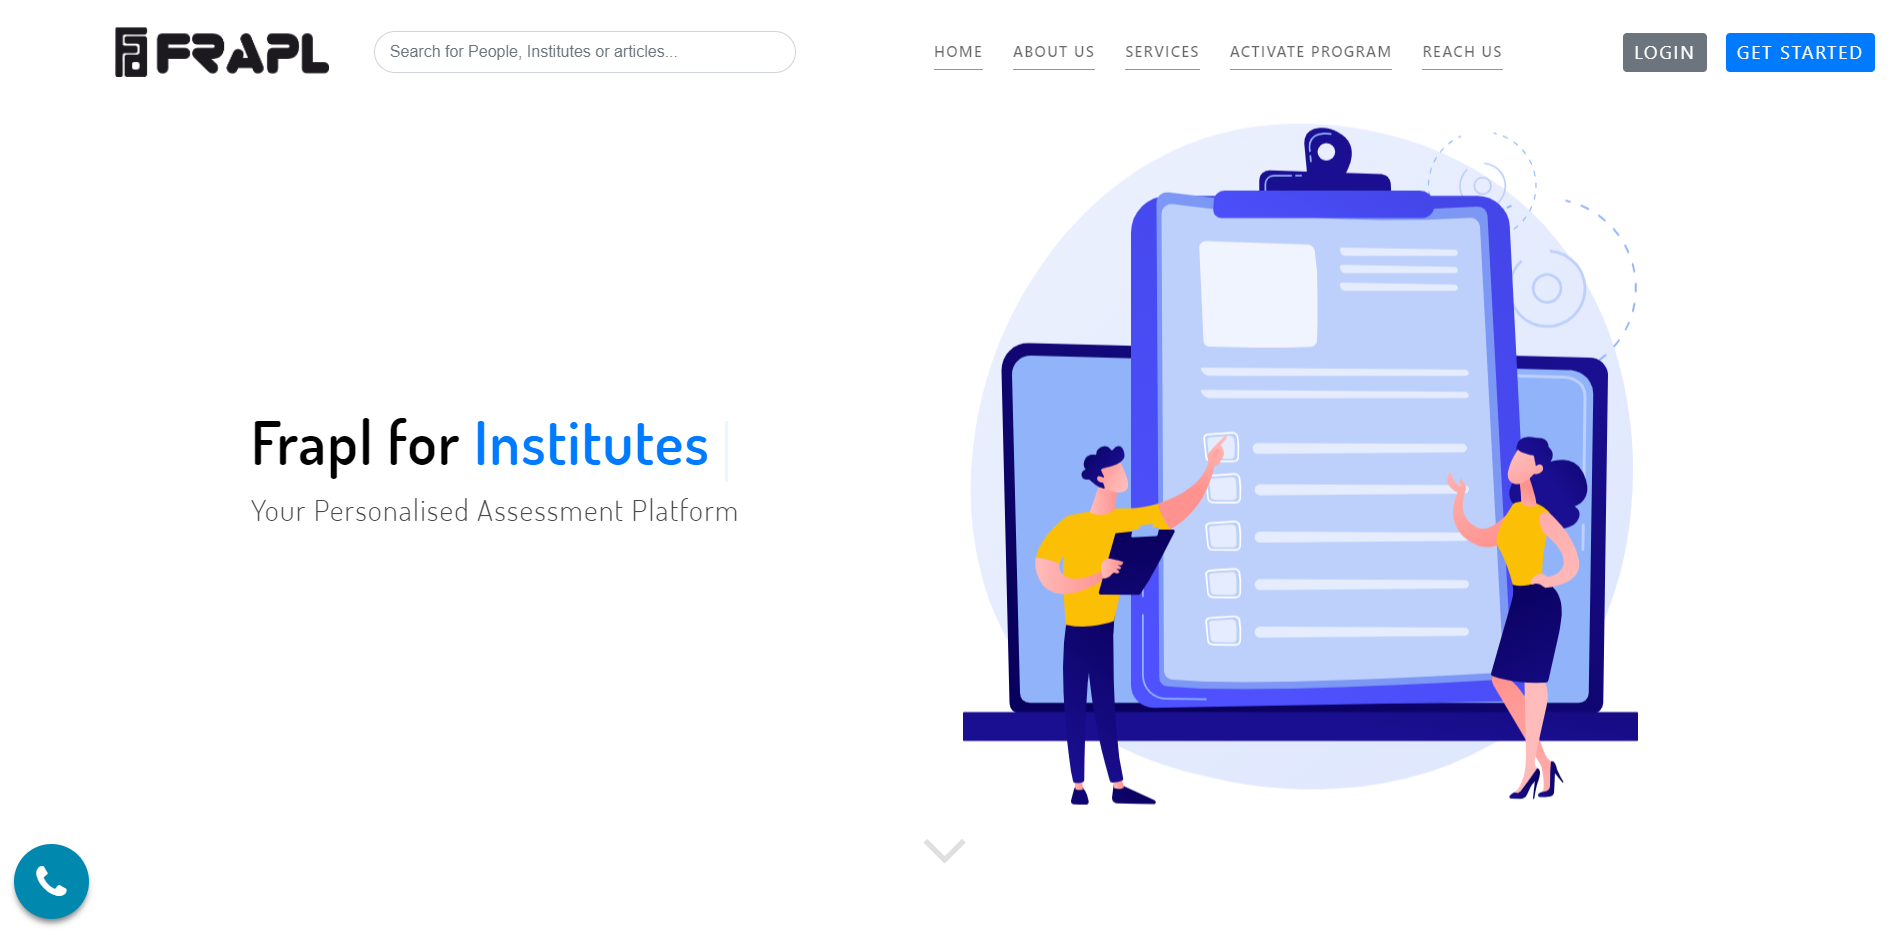 FRAPL
Search for People, Institutes or articles...
HOME
ABOUT US
SERVICES
ACTIVATE PROGRAM
REACH US
LOGIN
GET STARTED
Frapl for Institutes
Your Personalised Assessment Platform